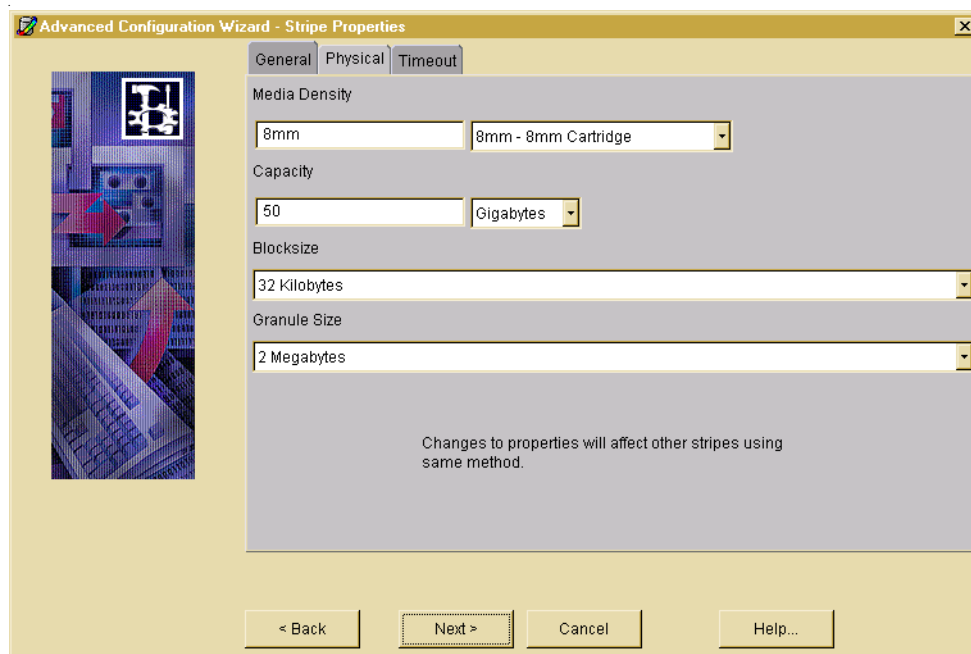 Advanced Configuration Wizard - Stripe Properties
General Physical Timeout
Media Density
8mm 8mm - 8mm Cartridge
Capacity
50 Gigabytes
Blocksize
32 Kilobytes
Granule Size
2 Megabytes
Changes to properties will affect other stripes using
same method.
< Back Next > Cancel Help...